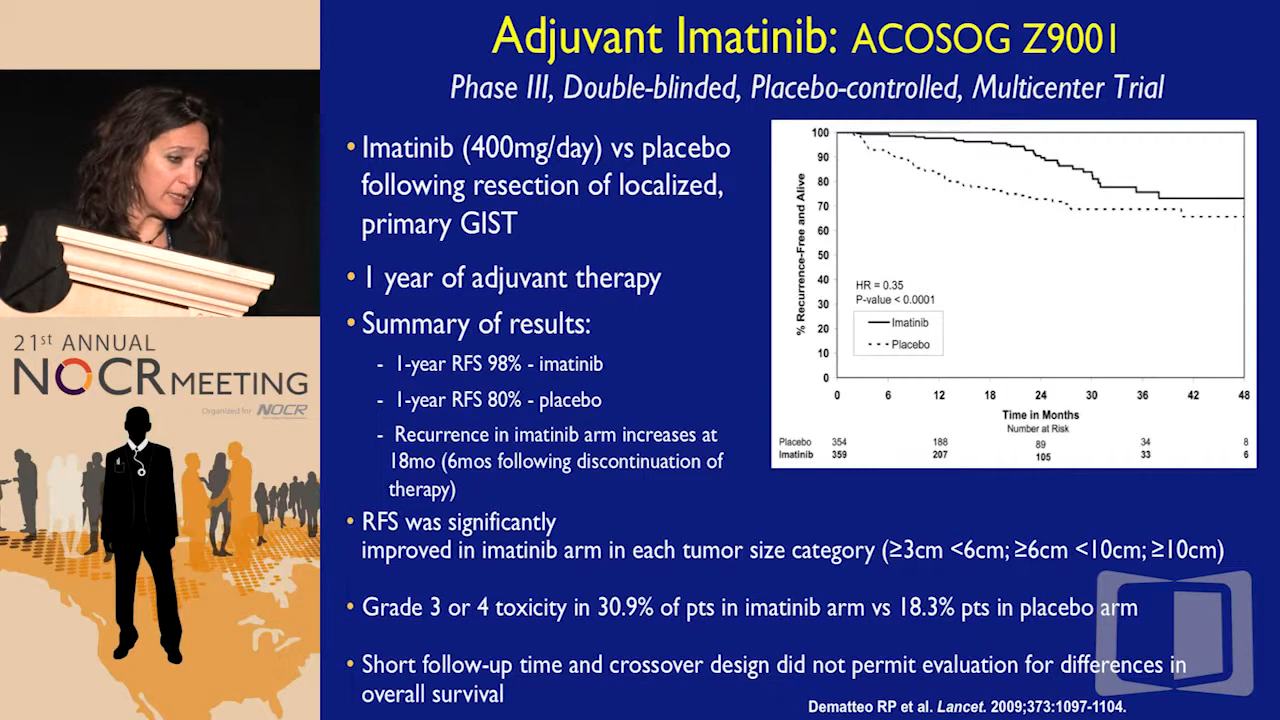 Adjuvant Imatinib: ACOSOG Z9001
Phase III, Double-blinded, Placebo-controlled, Multicenter Trial
• Imatinib (400mg/day) vs placebo
following resection of localized,
primary GIST
• 1 year of adjuvant therapy
• Summary of results:
- 1-year RFS 98% - imatinib
- 1-year RFS 80% - placebo
- Recurrence in imatinib arm increases at
18mo (6mos following discontinuation of
therapy)
• RFS was significantly
improved in imatinib arm in each tumor size category (≥3cm <6cm; ≥6cm <10cm; ≥10cm)
• Grade 3 or 4 toxicity in 30.9% of pts in imatinib arm vs 18.3% pts in placebo arm
• Short follow-up time and crossover design did not permit evaluation for differences in
overall survival
Dematteo RP et al. Lancet. 2009;373:1097-1104.
% Recurrence-Free and Alive
100
90
80
70
60
50
40
30
20
10
0
HR = 0.35
P-value < 0.0001
Imatinib
Placebo
0 6 12 18 24 30 36 42 48
Time in Months
Number at Risk
Placebo 354 188 89 34 8
Imatinib 359 207 105 33 6
21st ANNUAL
NOCR MEETING
Organized for NOCR